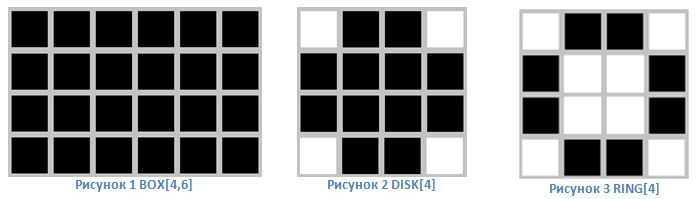 Рисунок 1 BOX[4,6]
Рисунок 2 DISK[4]
Рисунок 3 RING[4]